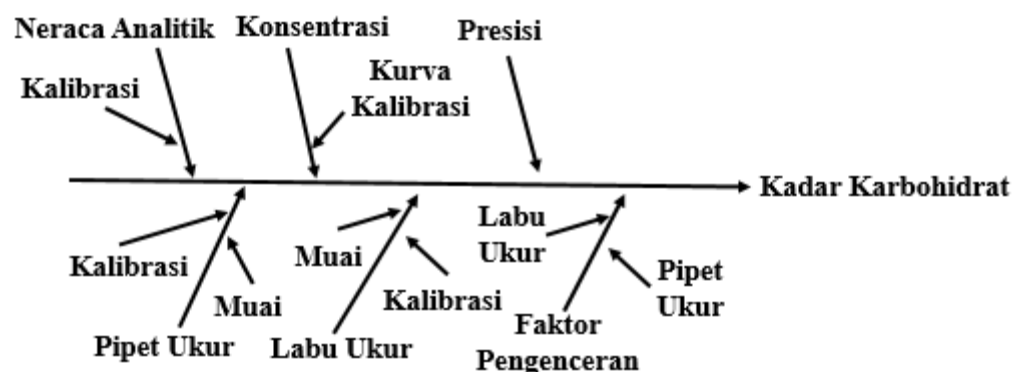 Neraca Analitik
Konsentrasi
Presisi
Kalibrasi
Kurva
Kalibrasi
Kadar Karbohidrat
Kalibrasi
Muai
Pipet Ukur
Muai
Kalibrasi
Labu Ukur
Labu
Ukur
Pipet
Ukur
Faktor
Pengenceran